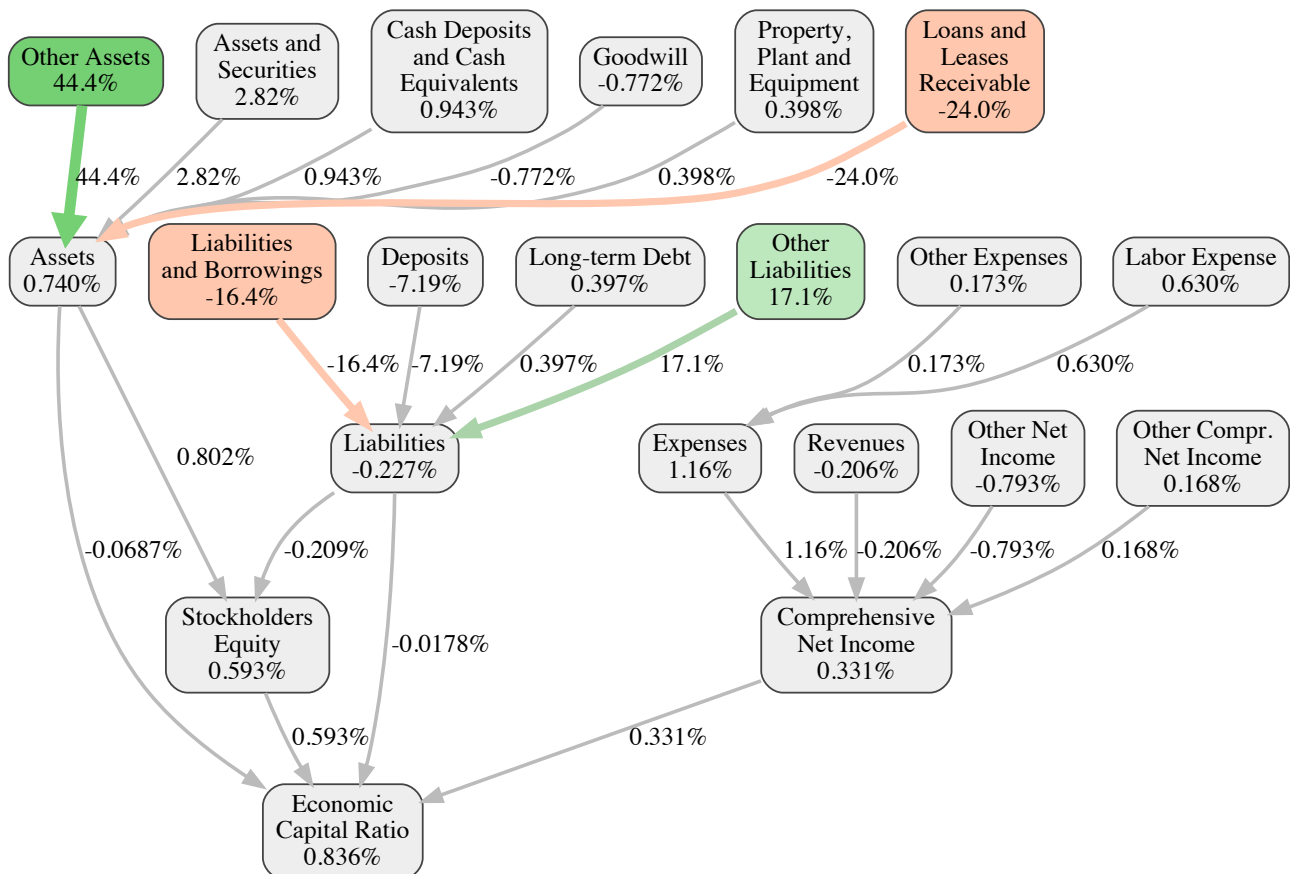 Other Assets
44.4%
Assets and
Securities
2.82%
Cash Deposits
and Cash
Equivalents
0.943%
Goodwill
-0.772%
Property,
Plant and
Equipment
0.398%
Loans and
Leases
Receivable
-24.0%
44.4%
2.82%
0.943%
-0.772%
0.398%
-24.0%
Assets
0.740%
Liabilities
and Borrowings
-16.4%
Deposits
-7.19%
Long-term Debt
0.397%
Other
Liabilities
17.1%
Other Expenses
0.173%
Labor Expense
0.630%
-16.4%
-7.19%
0.397%
17.1%
0.173%
0.630%
0.802%
Liabilities
-0.227%
Expenses
1.16%
Revenues
-0.206%
Other Net
Income
-0.793%
Other Compr.
Net Income
0.168%
-0.0687%
-0.209%
1.16%
-0.206%
-0.793%
0.168%
Stockholders
Equity
0.593%
-0.0178%
Comprehensive
Net Income
0.331%
0.593%
0.331%
Economic
Capital Ratio
0.836%